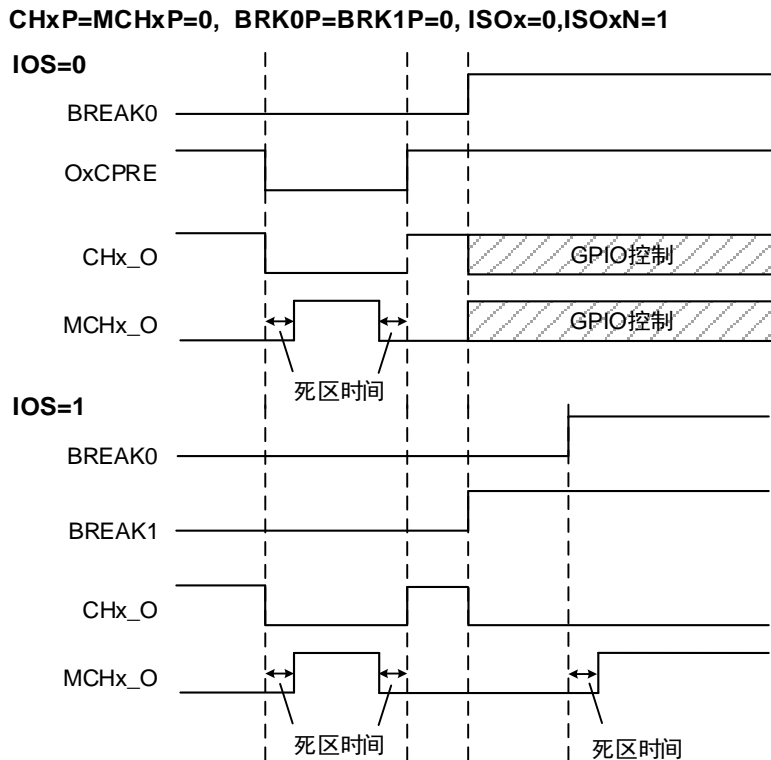 CHxP=MCHxP=0, BRK0P=BRK1P=0, ISOx=0,ISOxN=1
IOS=0
BREAK0
OxCPRE
CHx_O
GPIO控制
MCHx_O
GPIO控制
死区时间
IOS=1
BREAK0
BREAK1
CHx_O
MCHx_O
死区时间
死区时间